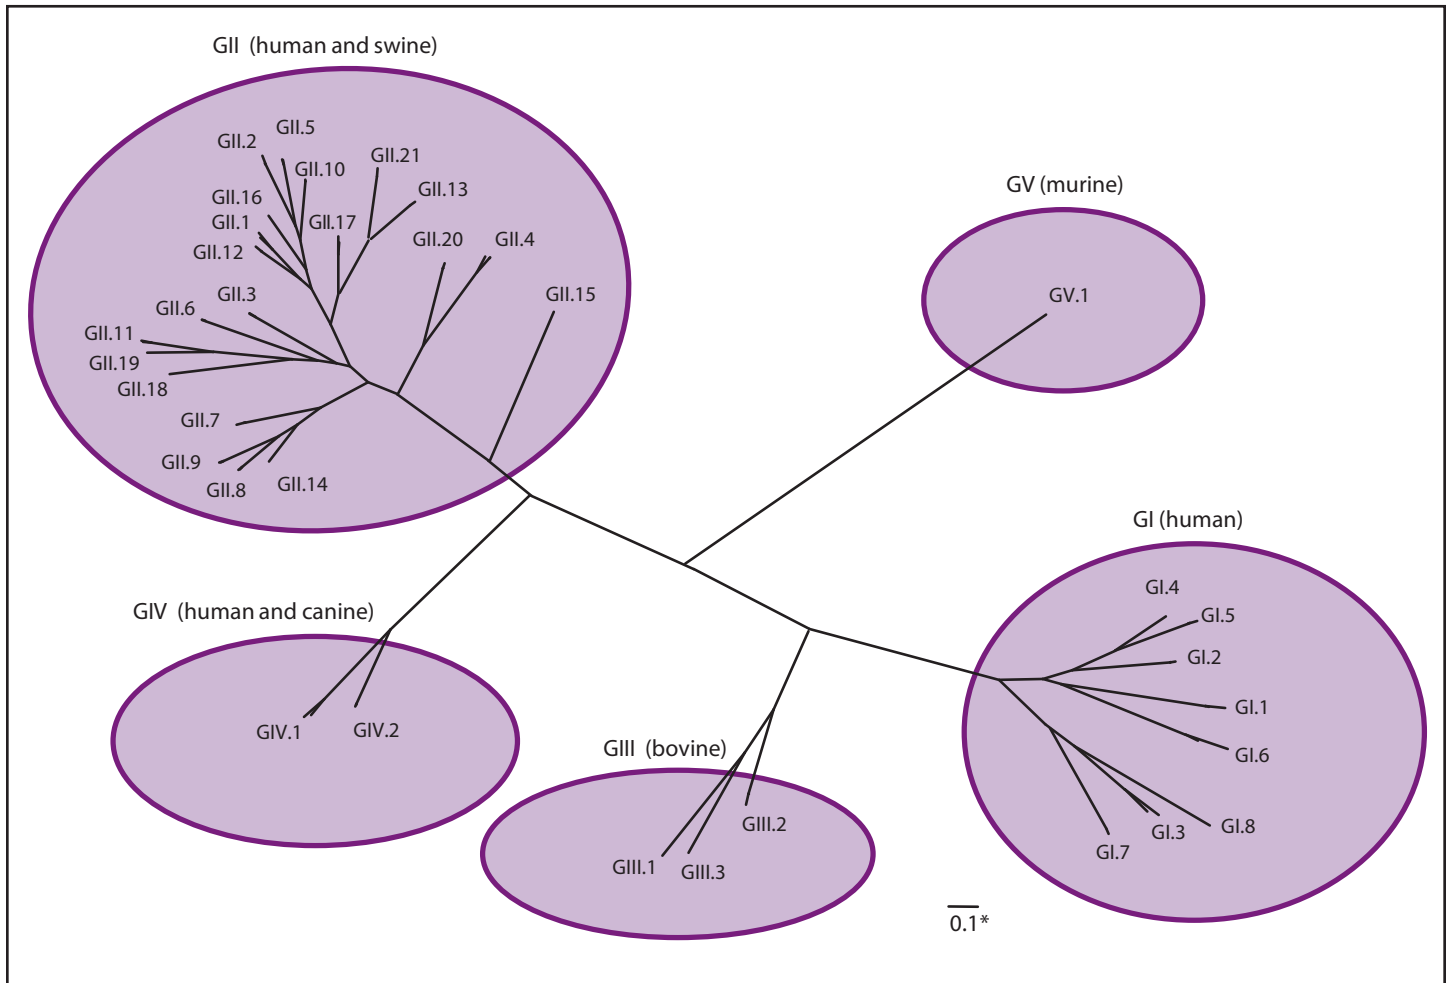 GII (human and swine)
GII.5
GII.2
GII.21
GII.10
GII.13
GII.16
GII.1
GII.17
GII.12
GII.20
GII.4
GII.3
GII.15
GII.6
GII.11
GII.19
GII.18
GII.7
GII.9
GII.8
GII.14
GV (murine)
GV.1
GI (human)
GI.4
GI.5
GI.2
GI.1
GI.6
GI.8
GI.3
GI.7
GIV (human and canine)
GIV.1
GIV.2
GIII (bovine)
GIII.2
GIII.1
GIII.3
0.1*